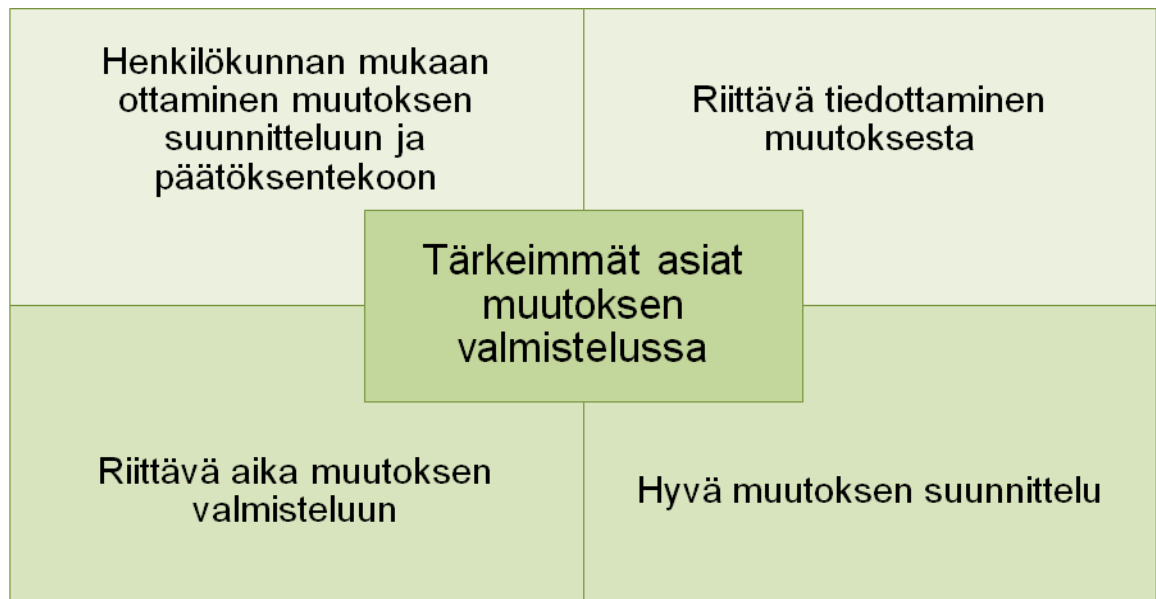 Henkilökunnan mukaan
ottaminen muutoksen
suunnitteluun ja
päätöksentekoon
Riittävä tiedottaminen
muutoksesta
Tärkeimmät asiat
muutoksen
valmistelussa
Riittävä aika muutoksen
valmisteluun
Hyvä muutoksen suunnittelu